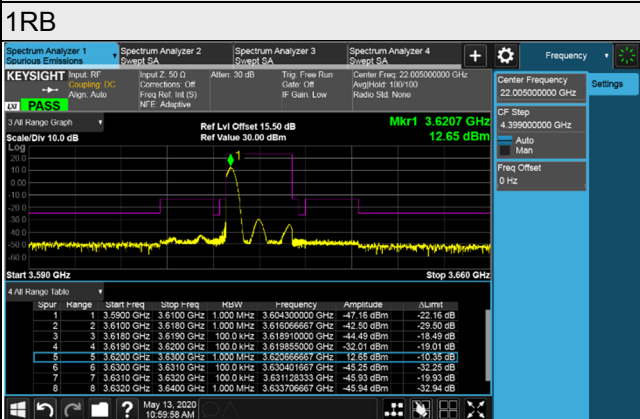 1RB
Spectrum Analyzer 1
Spurious Emissions
Spectrum Analyzer 2
Swept SA
Spectrum Analyzer 3
Swept SA
Spectrum Analyzer 4
Swept SA
+
Frequency
KEYSIGHT
Input: RF
Coupling: DC
Align: Auto
Input Z: 50 Ω
Corrections: Off
Freq Ref: Int (S)
NFE: Adaptive
Atten: 30 dB
Trig: Free Run
Gate: Off
IF Gain: Low
Center Freq: 22.005000000 GHz
Avg|Hold: 100/100
Radio Std: None
LXI PASS
Center Frequency
22.005000000 GHz
Settings
CF Step
4.399000000 GHz
Auto
Man
Freq Offset
0 Hz
3 All Range Graph
Scale/Div 10.0 dB
Ref Lvl Offset 15.50 dB
Ref Value 30.00 dBm
Mkr1 3.6207 GHz
12.65 dBm
Log
20.0
10.0
0.00
-10.0
-20.0
-30.0
-40.0
-50.0
-60.0
1
Start 3.590 GHz
Stop 3.660 GHz
4 All Range Table
Spur Range Start Freq Stop Freq RBW Frequency Amplitude ΔLimit
1 1 3.5900 GHz 3.6100 GHz 1.000 MHz 3.604300000 GHz -47.16 dBm -22.16 dB
2 2 3.6100 GHz 3.6180 GHz 1.000 MHz 3.616066667 GHz -42.50 dBm -29.50 dB
3 3 3.6180 GHz 3.6190 GHz 100.0 kHz 3.618910000 GHz -44.49 dBm -18.49 dB
4 4 3.6190 GHz 3.6200 GHz 100.0 kHz 3.619855000 GHz -32.01 dBm -19.01 dB
5 5 3.6200 GHz 3.6300 GHz 1.000 MHz 3.620666667 GHz 12.65 dBm -10.35 dB
6 6 3.6300 GHz 3.6310 GHz 100.0 kHz 3.630401667 GHz -45.25 dBm -32.25 dB
7 7 3.6310 GHz 3.6320 GHz 100.0 kHz 3.631128333 GHz -45.93 dBm -19.93 dB
8 8 3.6320 GHz 3.6400 GHz 1.000 MHz 3.633706667 GHz -45.94 dBm -32.94 dB
?
May 13, 2020
10:59:58 AM